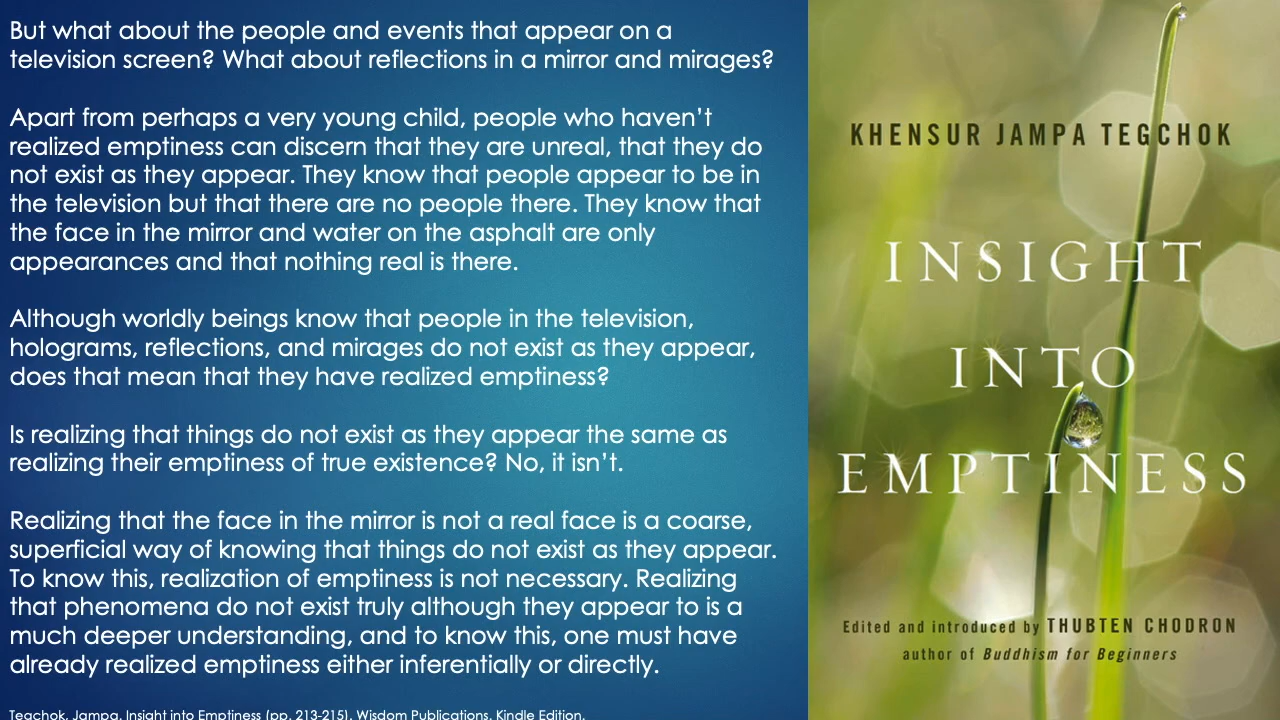 But what about the people and events that appear on a
television screen? What about reflections in a mirror and mirages?
Apart from perhaps a very young child, people who haven’t
realized emptiness can discern that they are unreal, that they do
not exist as they appear. They know that people appear to be in
the television but that there are no people there. They know that
the face in the mirror and water on the asphalt are only
appearances and that nothing real is there.
Although worldly beings know that people in the television,
holograms, reflections, and mirages do not exist as they appear,
does that mean that they have realized emptiness?
Is realizing that things do not exist as they appear the same as
realizing their emptiness of true existence? No, it isn’t.
Realizing that the face in the mirror is not a real face is a coarse,
superficial way of knowing that things do not exist as they appear.
To know this, realization of emptiness is not necessary. Realizing
that phenomena do not exist truly although they appear to is a
much deeper understanding, and to know this, one must have
already realized emptiness either inferentially or directly.
Tegchok, Jampa. Insight into Emptiness (pp. 213-215). Wisdom Publications. Kindle Edition.
KHENSUR JAMPA TEGCHOK
INSIGHT
INTO
EMPTINESS
Edited and introduced by THUBTEN CHODRON
author of Buddhism for Beginners